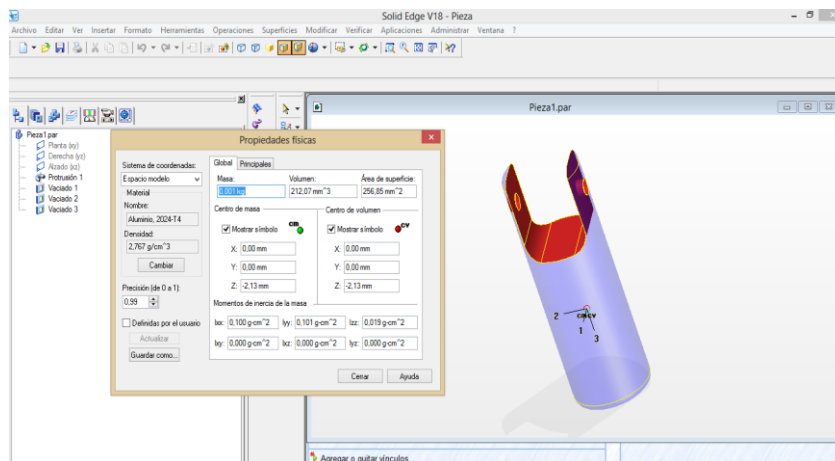 Solid Edge V18 - Pieza
Archivo Editar Ver Insertar Formato Herramientas Operaciones Superficies Modificar Verificar Aplicaciones Administrar Ventana ?
Pieza1.par
Pieza1.par
Planta (xy)
Derecha (yz)
Alzado (xz)
Protrusión 1
Vaciado 1
Vaciado 2
Vaciado 3
Propiedades físicas
Sistema de coordenadas:
Espacio modelo
Material
Nombre:
Aluminio, 2024-T4
Densidad:
2,767 g/cm^3
Cambiar
Precisión (de 0 a 1):
0,99
Definidas por el usuario
Actualizar
Guardar como...
Global Principales
Masa: Volumen: Área de superficie:
0,001 kg 212,07 mm^3 256,85 mm^2
Centro de masa Centro de volumen
Mostrar símbolo cm Mostrar símbolo cv
X: 0,00 mm X: 0,00 mm
Y: 0,00 mm Y: 0,00 mm
Z: -2,13 mm Z: -2,13 mm
Momentos de inercia de la masa
Ixx: 0,100 g-cm^2 Iyy: 0,101 g-cm^2 Izz: 0,019 g-cm^2
Ixy: 0,000 g-cm^2 Ixz: 0,000 g-cm^2 Iyz: 0,000 g-cm^2
Cerrar Ayuda
2
1
3
Agregar o quitar vínculos